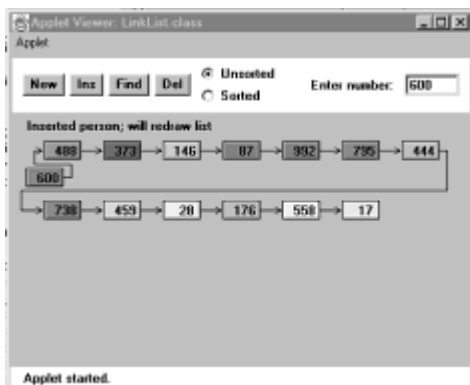 Applet Viewer: LinkList.class
Applet
New Ins Find Del Unsorted Sorted Enter number: 600
Inserted person; will redraw list
488 373 146 87 992 795 444
600
738 459 28 176 558 17
Applet started.